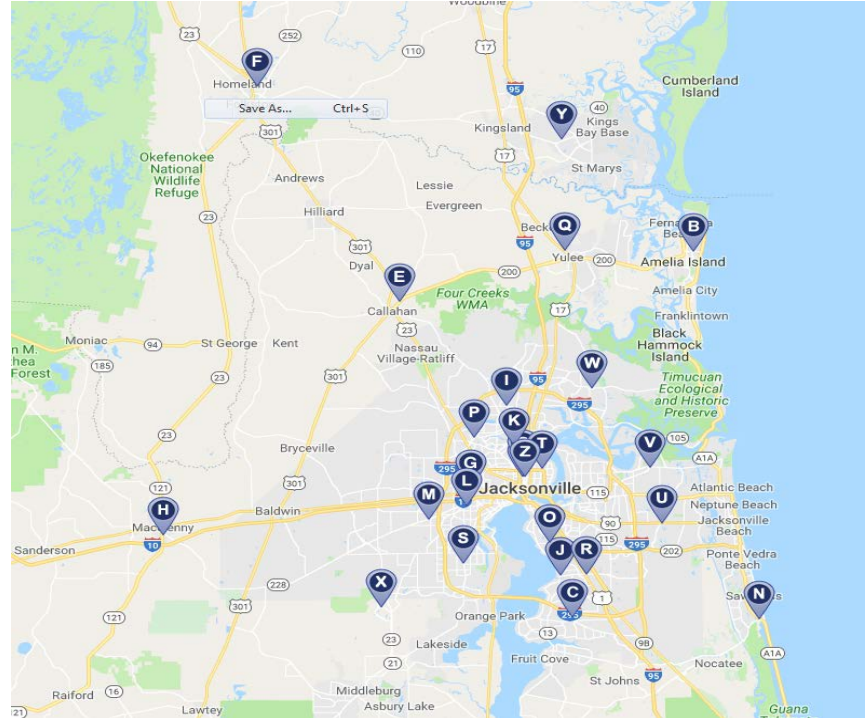 Woodbine
23
252
F
110
17
95
Cumberland
Island
Homeland
Save As... Ctrl+S
301
Y
40
Kings
Bay Base
Kingsland
17
St Marys
Okefenokee
National
Wildlife
Refuge
Andrews
Lessie
Evergreen
23
Hilliard
Q
B
95
Yulee
200
301
Dyal
E
200
Amelia Island
Callahan
Four Creeks
WMA
Amelia City
17
Franklintown
23
Moniac
94
St George
Kent
Nassau
Village-Ratliff
Black
Hammock
Island
185
Forest
301
23
I
95
W
295
Timucuan
Ecological
and Historic
Preserve
P
K
T
Z
V
105
A1A
23
Bryceville
295
G
L
Jacksonville
115
U
Atlantic Beach
Neptune Beach
Jacksonville
Beach
121
H
M
Baldwin
O
90
115
10
Sanderson
S
J
R
295
202
Ponte Vedra
Beach
228
X
C
1
N
301
121
295
Orange Park
23
Lakeside
13
9B
A1A
21
Fruit Cove
Nocatee
95
16
Raiford
Middleburg
Asbury Lake
St Johns
21
Lawtey
Guana